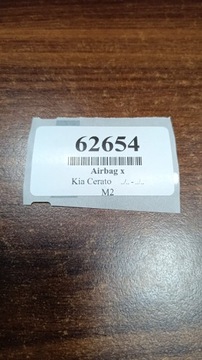 62654
Airbag x
Kia Cerato ../.. - ../..
M2